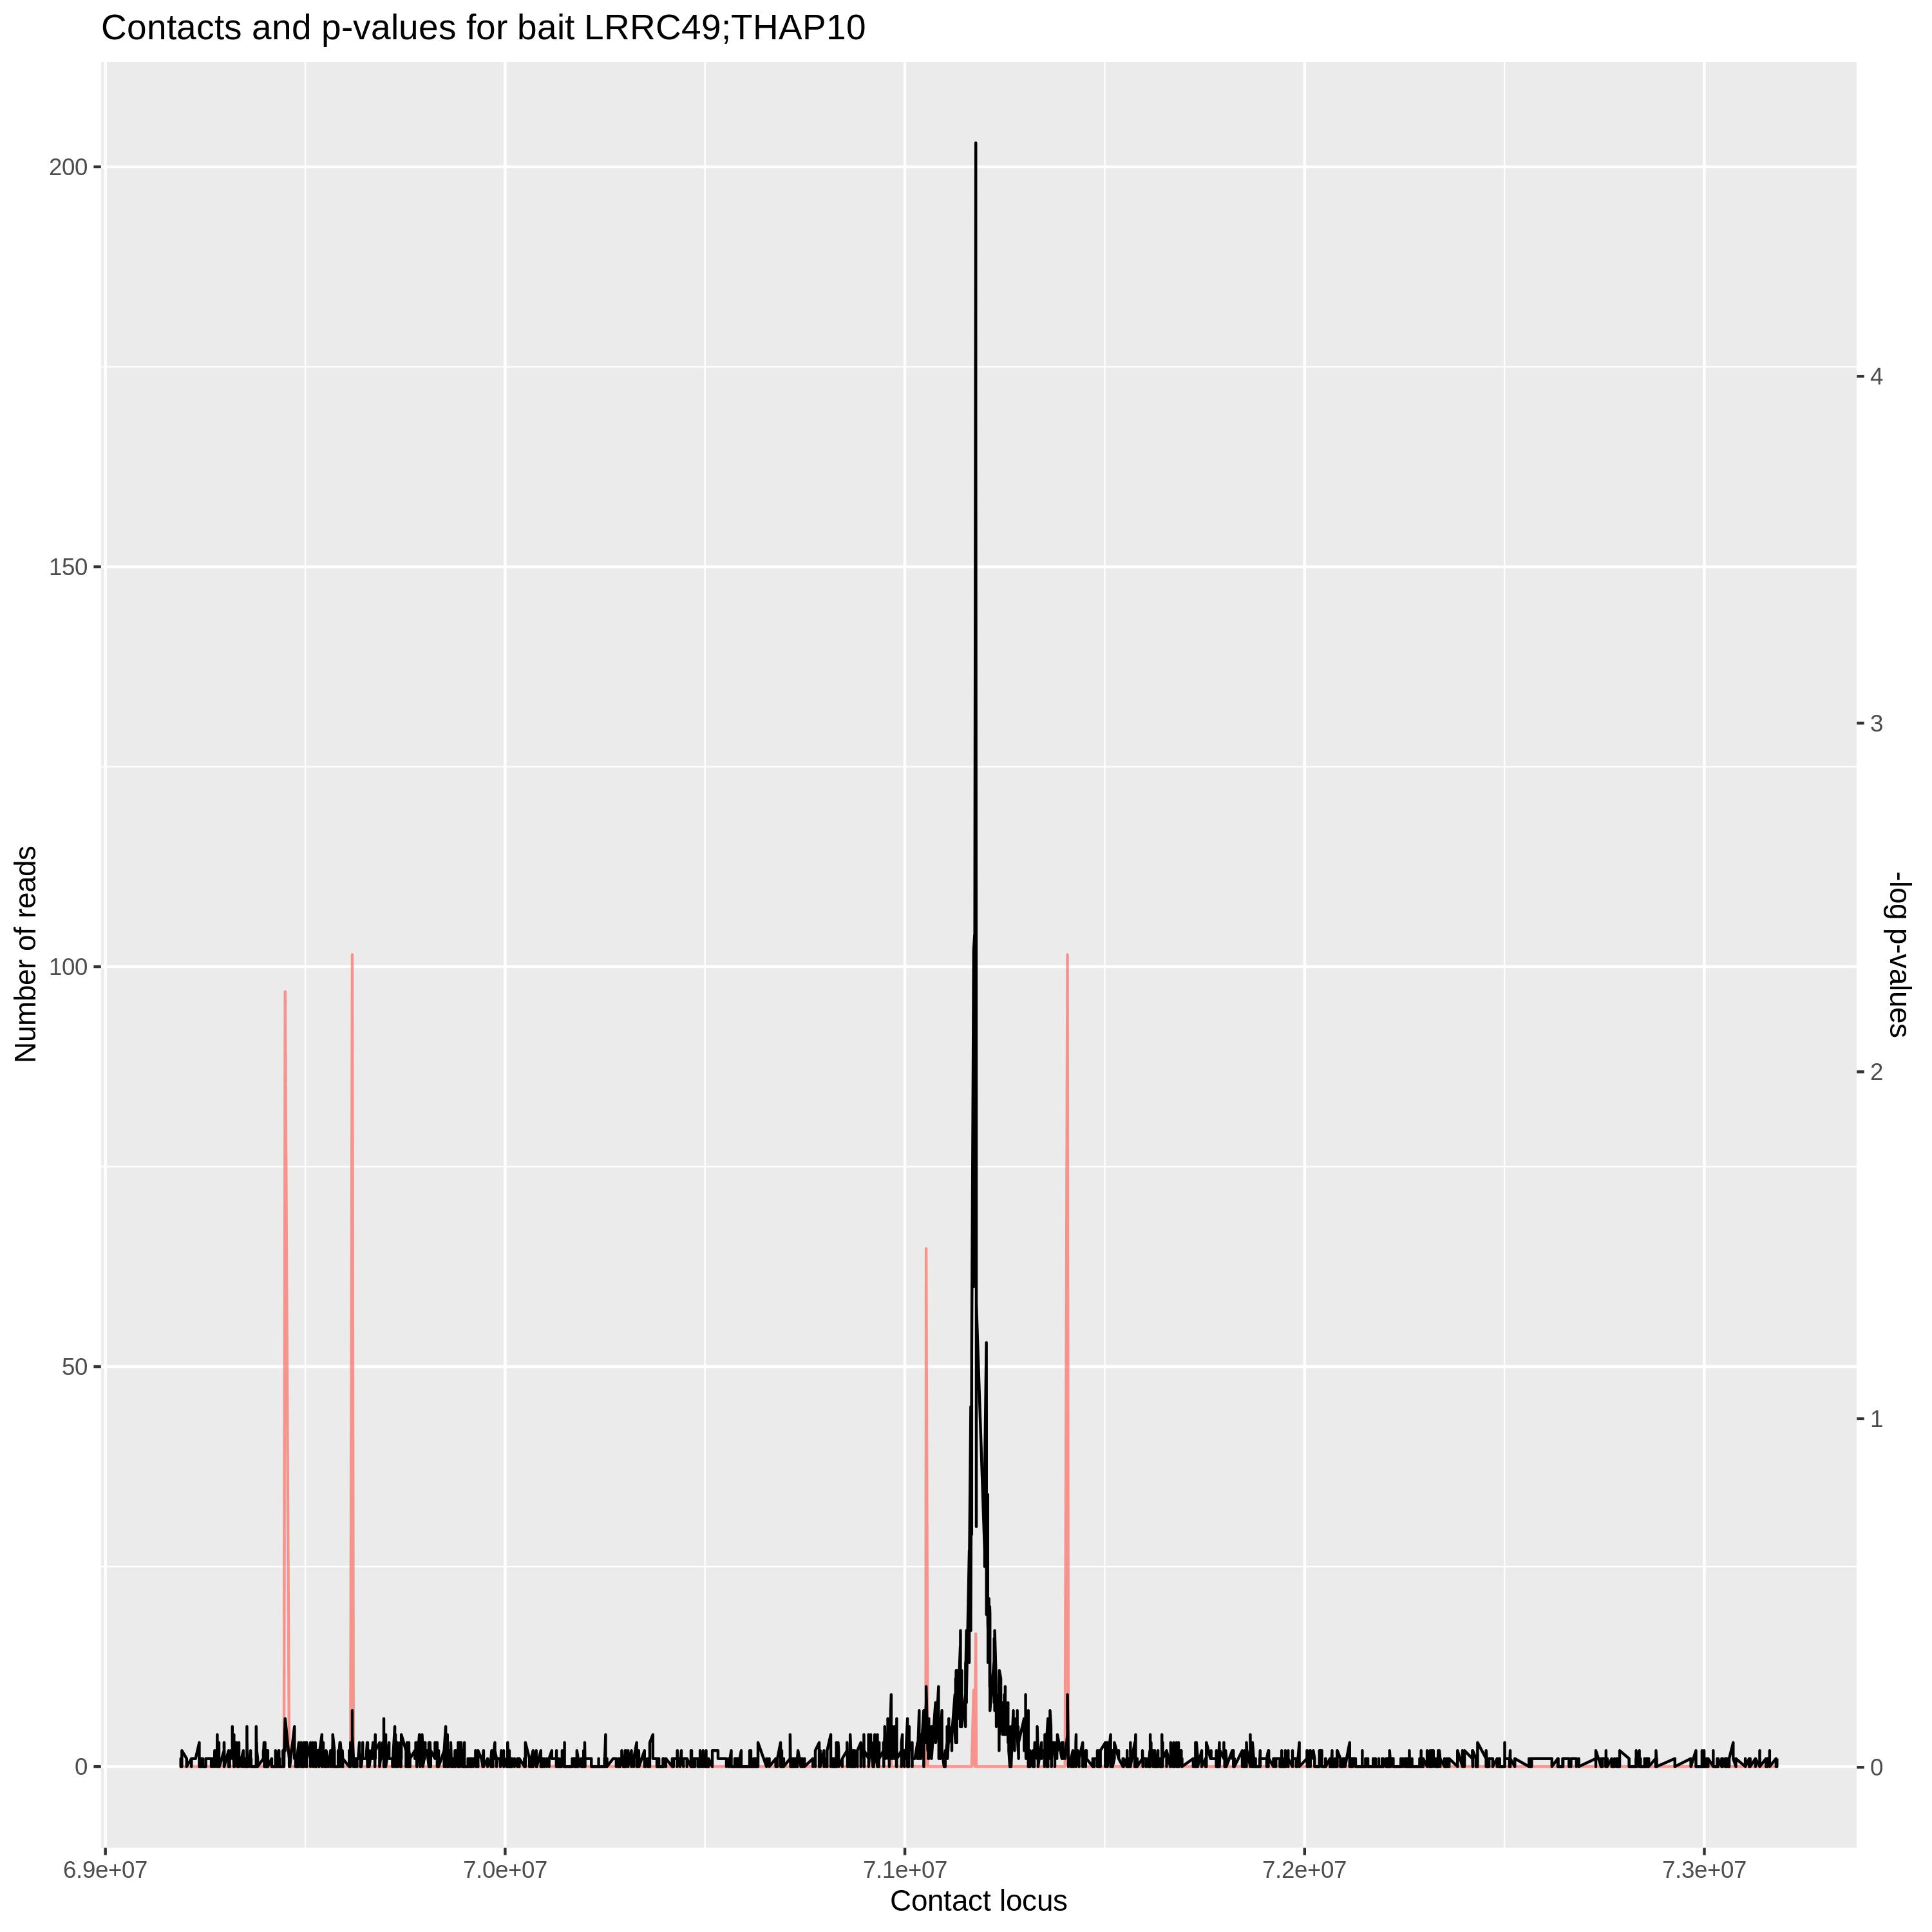 Contacts and p-values for bait LRRC49;THAP10
200
150
100
50
0
Number of reads
4
3
2
1
0
-log p-values
6.9e+07 7.0e+07 7.1e+07 7.2e+07 7.3e+07
Contact locus